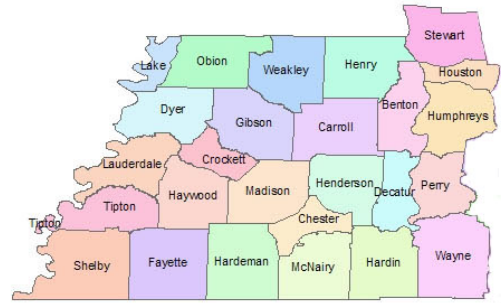 Stewart
Lake
Obion
Weakley
Henry
Houston
Dyer
Benton
Gibson
Carroll
Humphreys
Lauderdale
Crockett
Haywood
Madison
Henderson
Decatur
Perry
Tipton
Tipton
Chester
Shelby
Fayette
Hardeman
McNairy
Hardin
Wayne